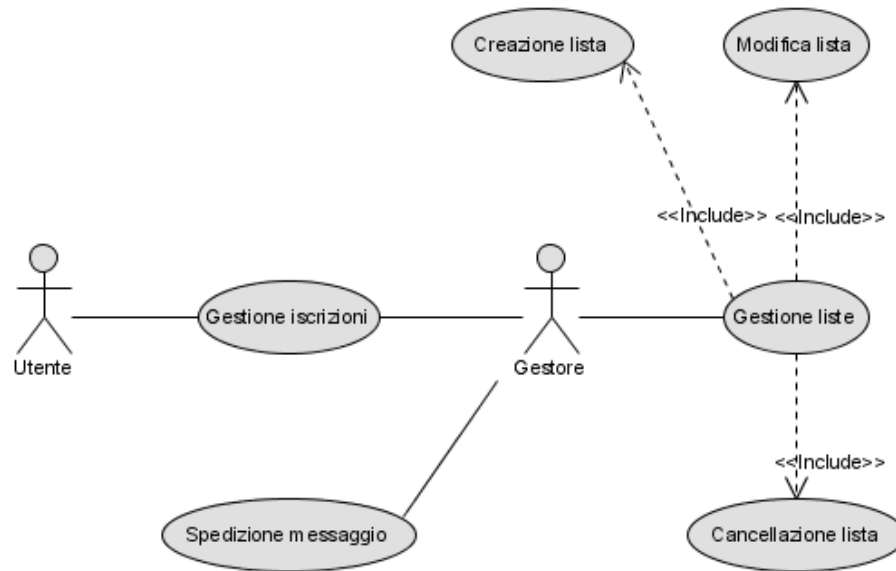 Creazione lista
Modifica lista
<<Include>>
<<Include>>
Gestione iscrizioni
Gestione liste
Utente
Gestore
<<Include>>
Spedizione messaggio
Cancellazione lista